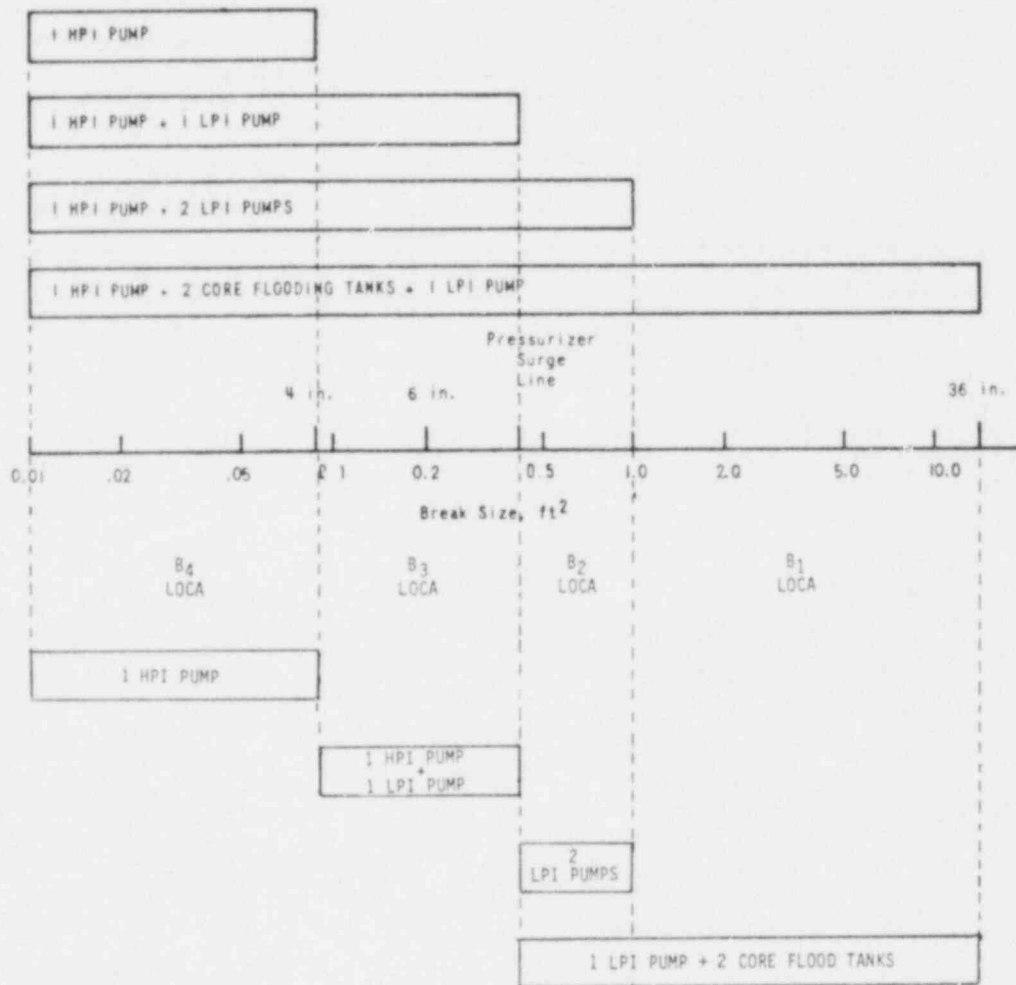 1 HPI PUMP
1 HPI PUMP + 1 LPI PUMP
1 HPI PUMP + 2 LPI PUMPS
1 HPI PUMP + 2 CORE FLOODING TANKS + 1 LPI PUMP
Pressurizer
Surge
Line
4 in. 6 in. 36 in.
0.01 .02 .05 0.1 0.2 0.5 1.0 2.0 5.0 10.0
Break Size, ft²
B₄ B₃ B₂ B₁
LOCA LOCA LOCA LOCA
1 HPI PUMP
1 HPI PUMP
+
1 LPI PUMP
2
LPI PUMPS
1 LPI PUMP + 2 CORE FLOOD TANKS